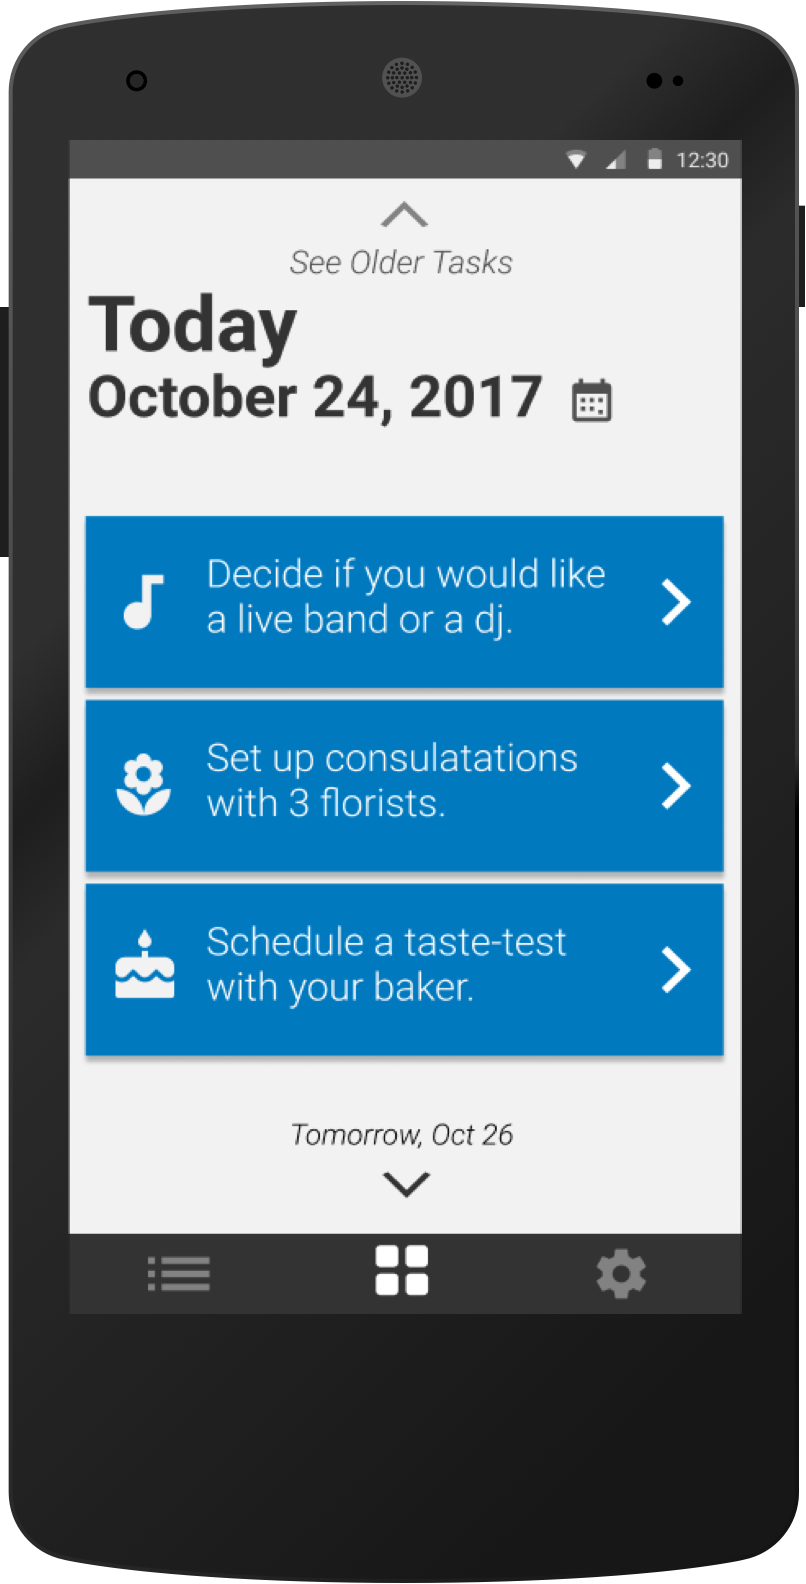 12:30
See Older Tasks
Today
October 24, 2017
Decide if you would like
a live band or a dj.
Set up consulatations
with 3 florists.
Schedule a taste-test
with your baker.
Tomorrow, Oct 26